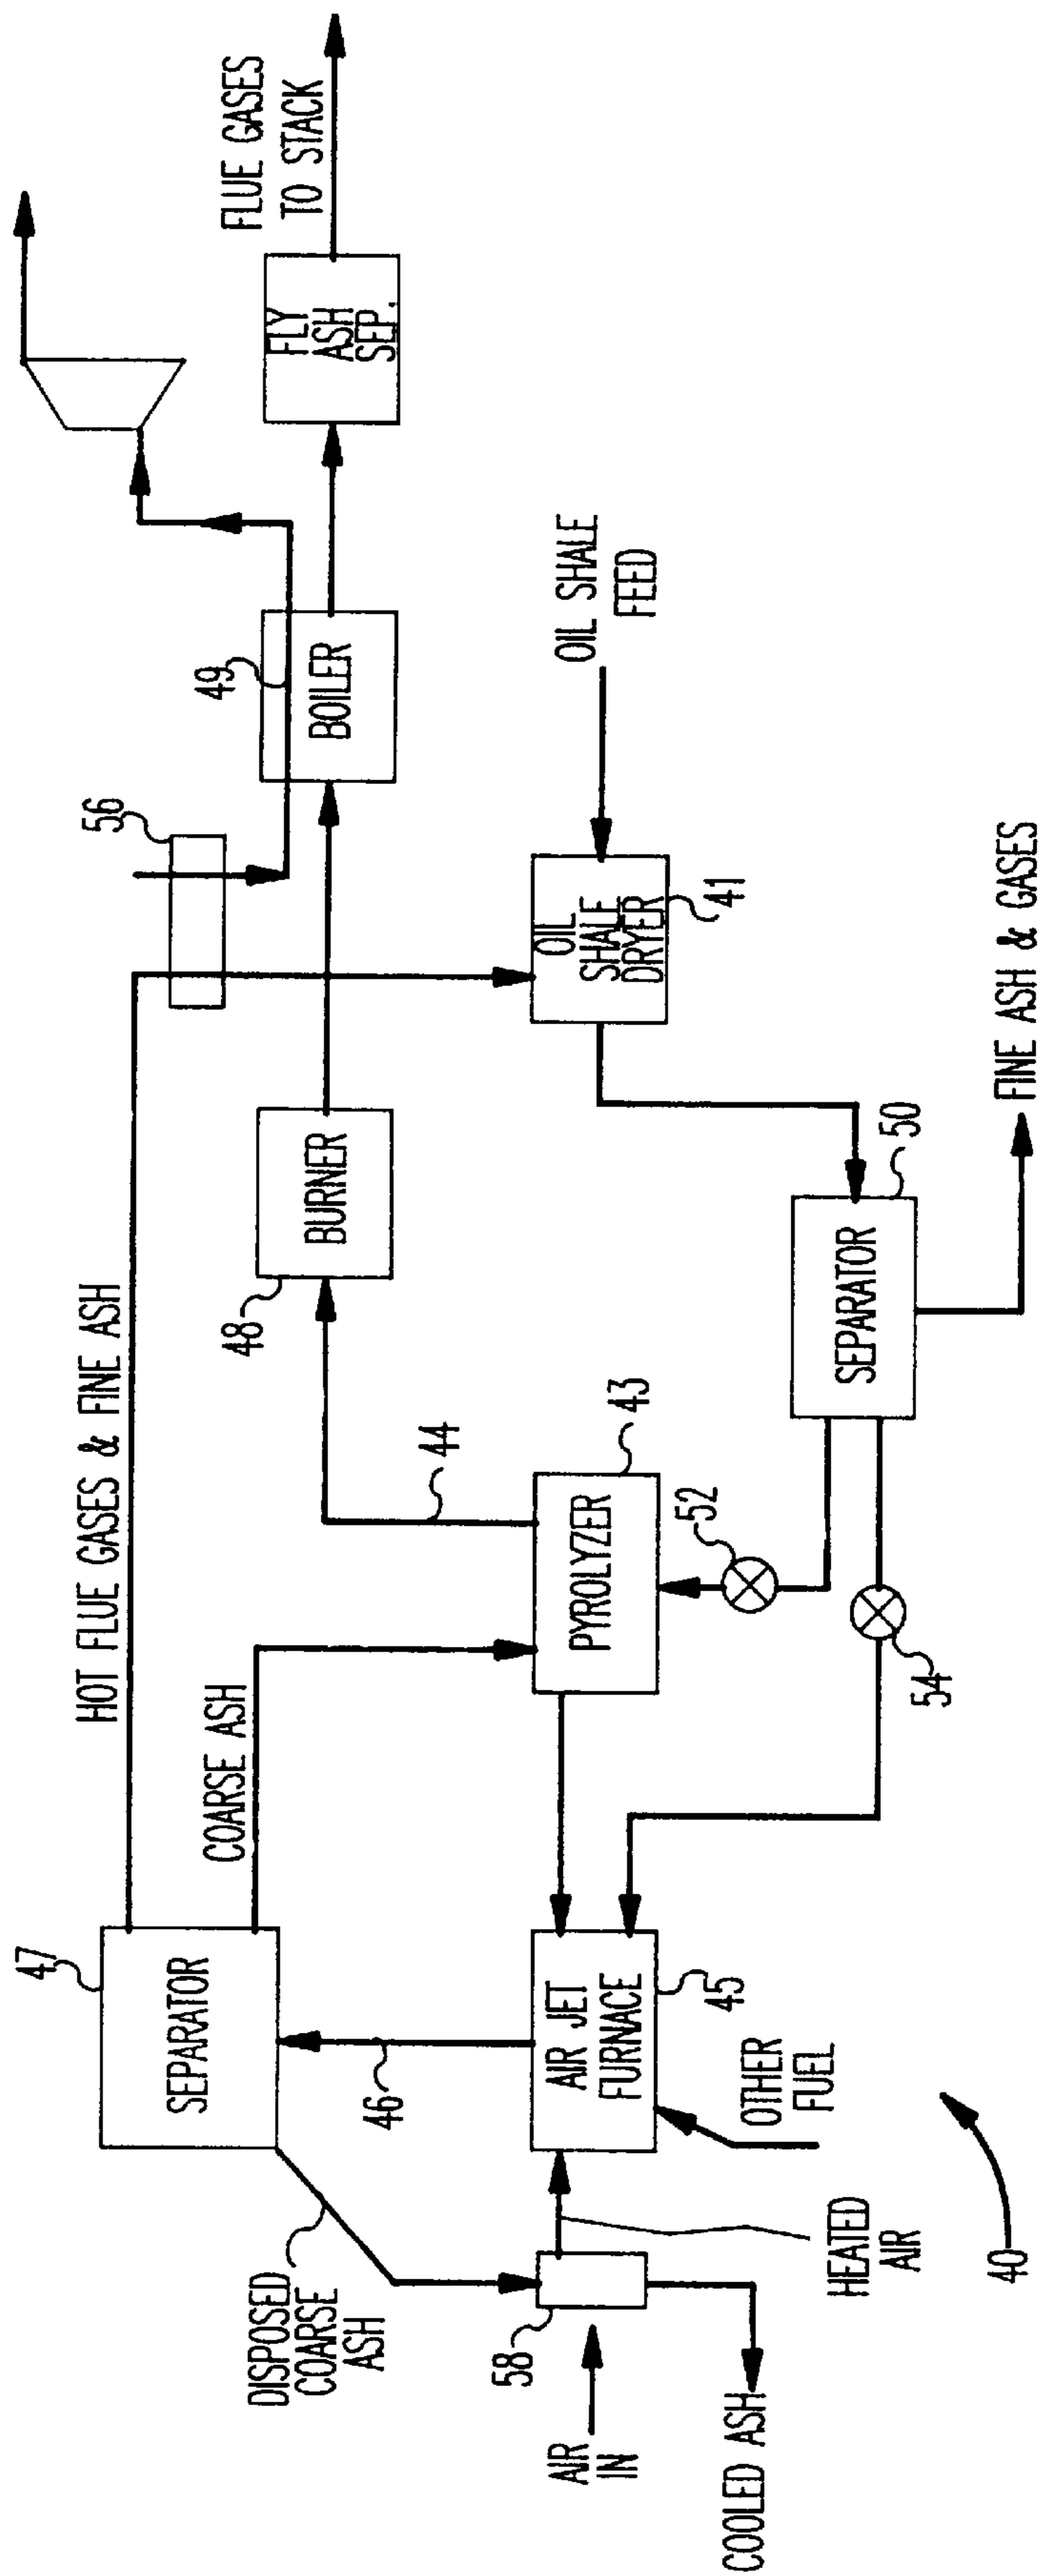 FLUE GASES
TO STACK
FLY
ASH
SEP.
49
BOILER
56
OIL SHALE
FEED
OIL
SHALE
DRYER
41
HOT FLUE GASES & FINE ASH
48
BURNER
44
COARSE ASH
PYROLYZER
43
52
54
SEPARATOR
50
FINE ASH & GASES
47
SEPARATOR
46
AIR JET
FURNACE
45
OTHER
FUEL
DISPOSED
COARSE
ASH
58
HEATED
AIR
AIR
IN
COOLED ASH
40